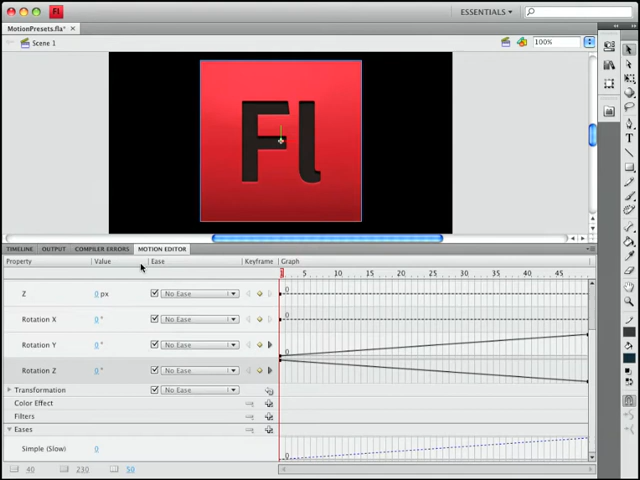 Fl
ESSENTIALS
MotionPresets.fla*
Scene 1
100%
Fl
TIMELINE OUTPUT COMPILER ERRORS MOTION EDITOR
Property Value Ease Keyframe Graph
1 5 10 15 20 25 30 35 40 45
Z 0 px No Ease 0
Rotation X 0 ° No Ease 0
Rotation Y 0 ° No Ease 0
Rotation Z 0 ° No Ease
Transformation No Ease
Color Effect
Filters
Eases
Simple (Slow) 0 0
40 230 50